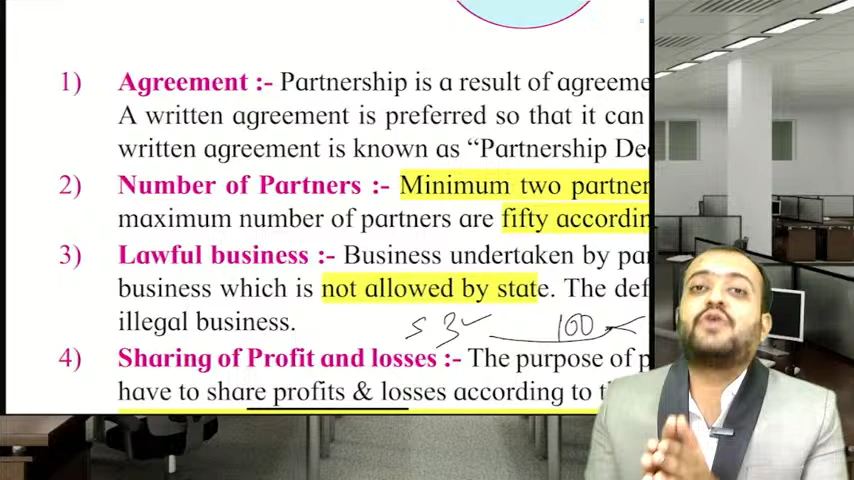 1) Agreement :- Partnership is a result of agreeme
A written agreement is preferred so that it can
written agreement is known as “Partnership De
2) Number of Partners :- Minimum two partner
maximum number of partners are fifty accordin
3) Lawful business :- Business undertaken by pa
business which is not allowed by state. The def
illegal business.
3 100
4) Sharing of Profit and losses :- The purpose of p
have to share profits & losses according to t